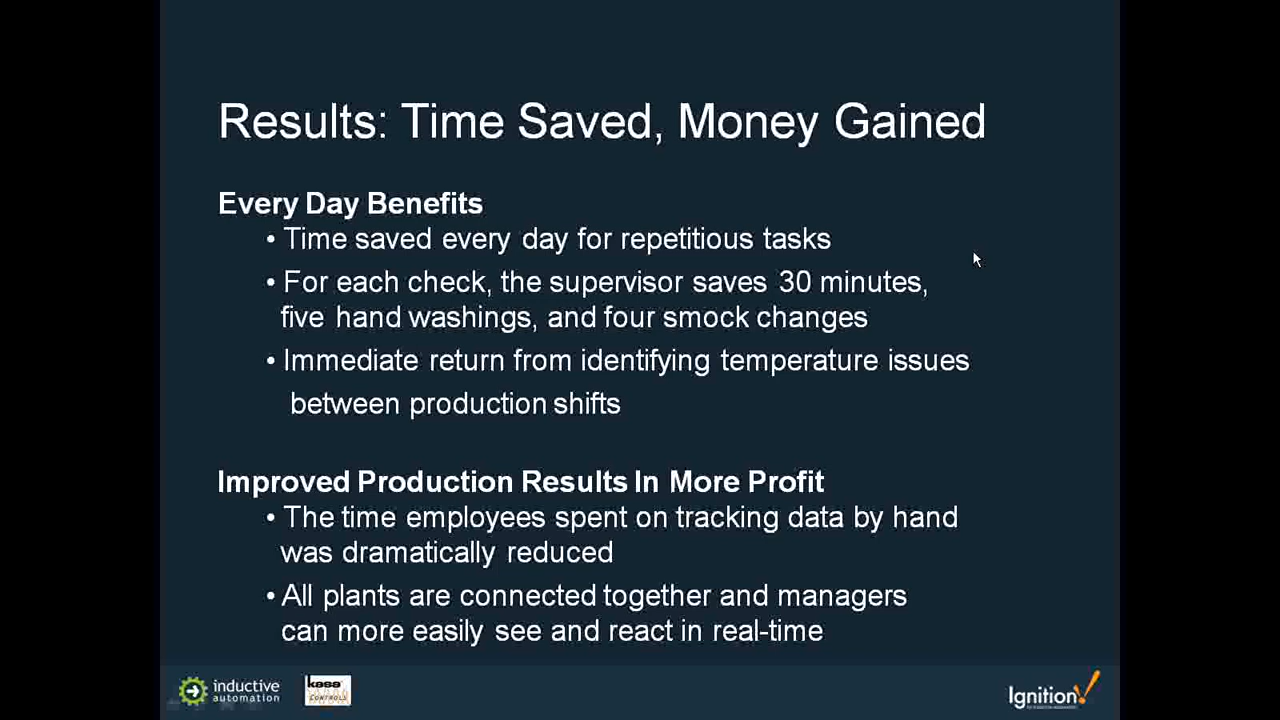 Results: Time Saved, Money Gained
Every Day Benefits
• Time saved every day for repetitious tasks
• For each check, the supervisor saves 30 minutes,
five hand washings, and four smock changes
• Immediate return from identifying temperature issues
between production shifts
Improved Production Results In More Profit
• The time employees spent on tracking data by hand
was dramatically reduced
• All plants are connected together and managers
can more easily see and react in real-time
inductive
automation
kasa
CONTROLS
Ignition!